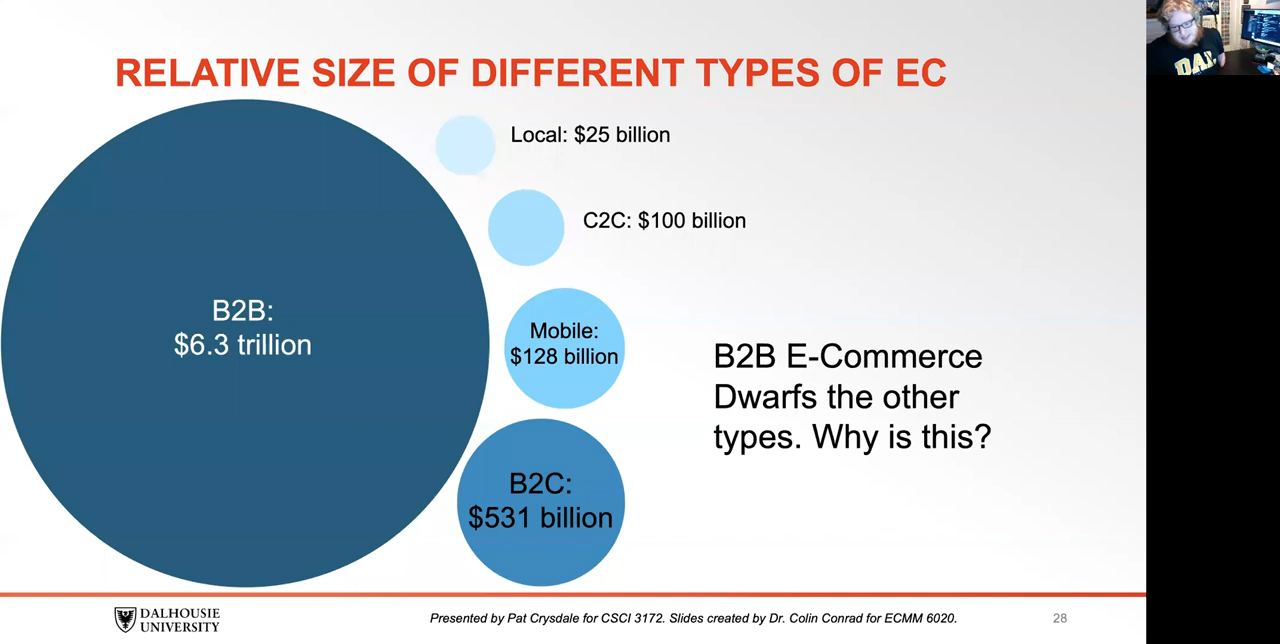 RELATIVE SIZE OF DIFFERENT TYPES OF EC
Local: $25 billion
C2C: $100 billion
B2B:
$6.3 trillion
Mobile:
$128 billion
B2B E-Commerce
Dwarfs the other
types. Why is this?
B2C:
$531 billion
DALHOUSIE
UNIVERSITY
Presented by Pat Crysdale for CSCI 3172. Slides created by Dr. Colin Conrad for ECMM 6020.
28
DAL